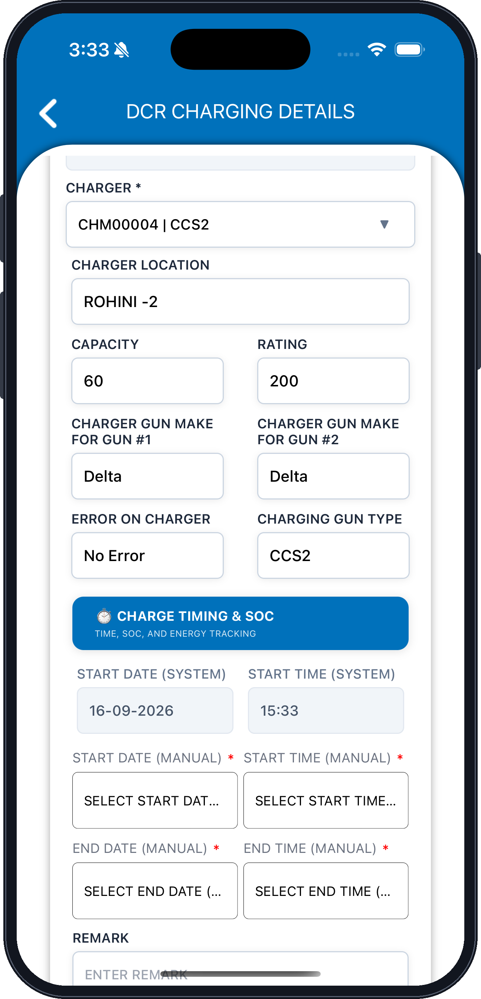 3:33
DCR CHARGING DETAILS
CHARGER *
CHM00004 | CCS2
CHARGER LOCATION
ROHINI -2
CAPACITY
RATING
60
200
CHARGER GUN MAKE
FOR GUN #1
CHARGER GUN MAKE
FOR GUN #2
Delta
Delta
ERROR ON CHARGER
CHARGING GUN TYPE
No Error
CCS2
CHARGE TIMING & SOC
TIME, SOC, AND ENERGY TRACKING
START DATE (SYSTEM)
START TIME (SYSTEM)
16-09-2026
15:33
START DATE (MANUAL) *
START TIME (MANUAL) *
SELECT START DAT...
SELECT START TIME...
END DATE (MANUAL) *
END TIME (MANUAL) *
SELECT END DATE (...
SELECT END TIME (...
REMARK
ENTER REMARK